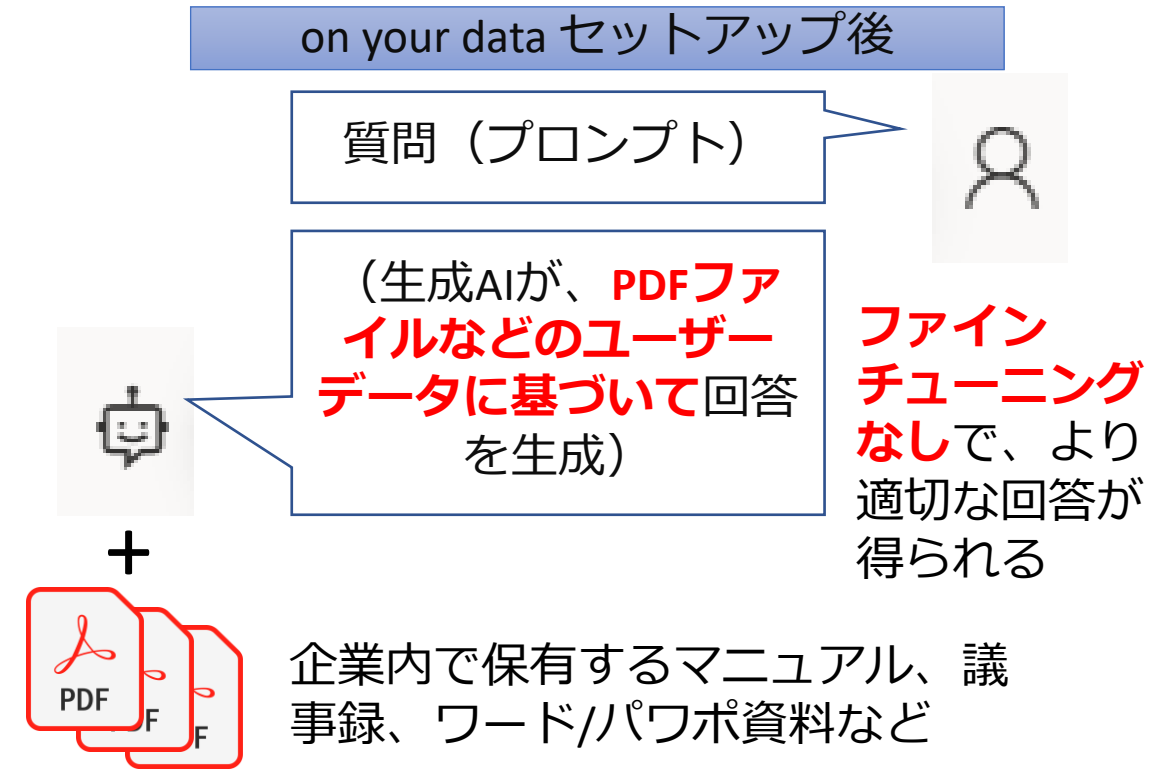 on your data セットアップ後
質問（プロンプト）
（生成AIが、PDFファ
イルなどのユーザー
データに基づいて回答
を生成）
ファイン
チューニング
なしで、より
適切な回答が
得られる
+
PDF
DF
F
企業内で保有するマニュアル、議
事録、ワード/パワポ資料など